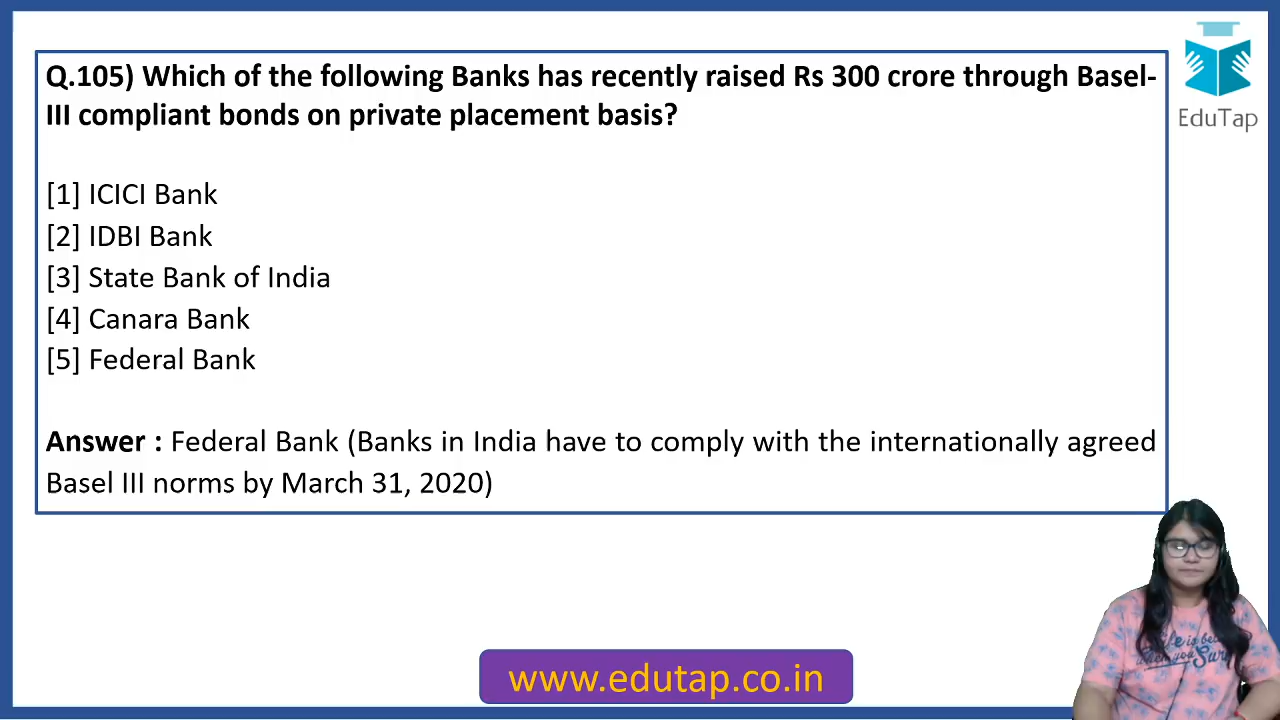 Q.105) Which of the following Banks has recently raised Rs 300 crore through Basel-
III compliant bonds on private placement basis?
[1] ICICI Bank
[2] IDBI Bank
[3] State Bank of India
[4] Canara Bank
[5] Federal Bank
Answer : Federal Bank (Banks in India have to comply with the internationally agreed
Basel III norms by March 31, 2020)
EduTap
www.edutap.co.in